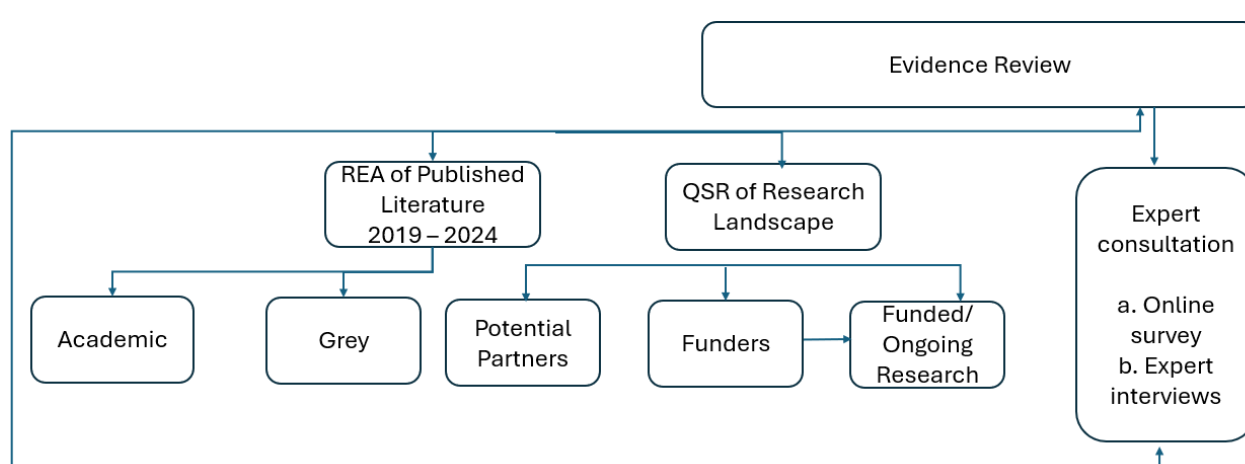 Evidence Review
REA of Published
Literature
2019 – 2024
QSR of Research
Landscape
Expert
consultation
a. Online
survey
b. Expert
interviews
Academic
Grey
Potential
Partners
Funders
Funded/
Ongoing
Research